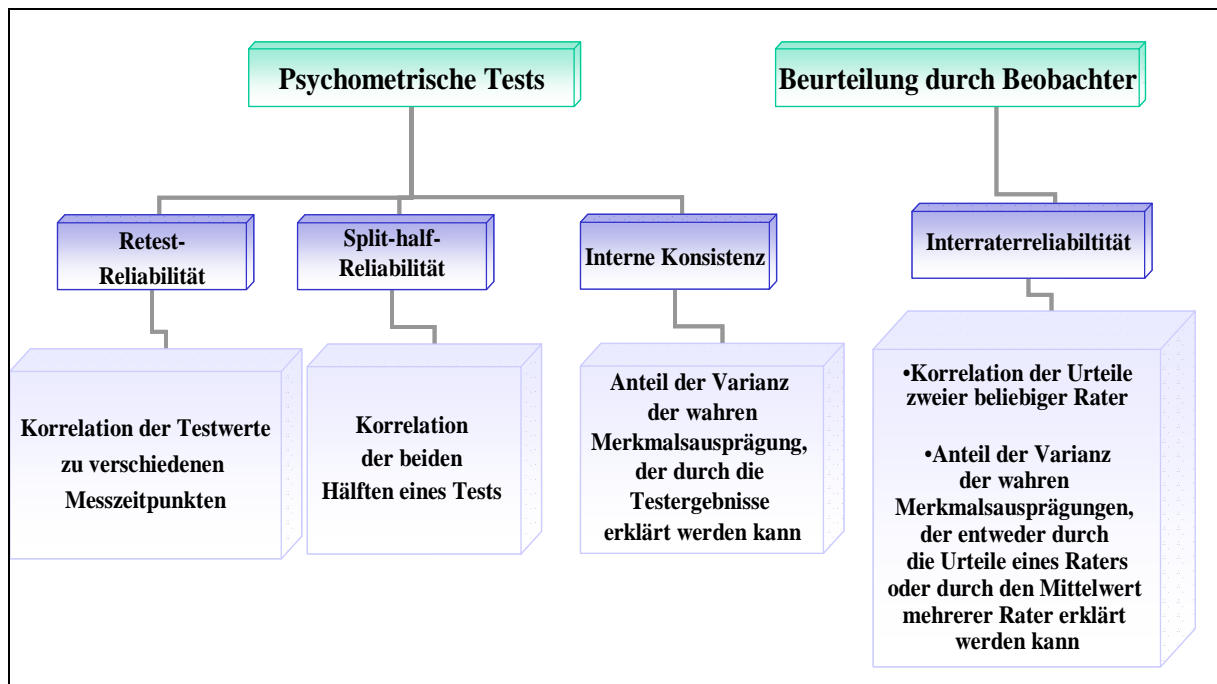 Psychometrische Tests
Beurteilung durch Beobachter
Retest-
Reliabilität
Split-half-
Reliabilität
Interne Konsistenz
Interraterreliabiltität
Korrelation der Testwerte
zu verschiedenen
Messzeitpunkten
Korrelation
der beiden
Hälften eines Tests
Anteil der Varianz
der wahren
Merkmalsausprägung,
der durch die
Testergebnisse
erklärt werden kann
•Korrelation der Urteile
zweier beliebiger Rater
•Anteil der Varianz
der wahren
Merkmalsausprägungen,
der entweder durch
die Urteile eines Raters
oder durch den Mittelwert
mehrerer Rater erklärt
werden kann